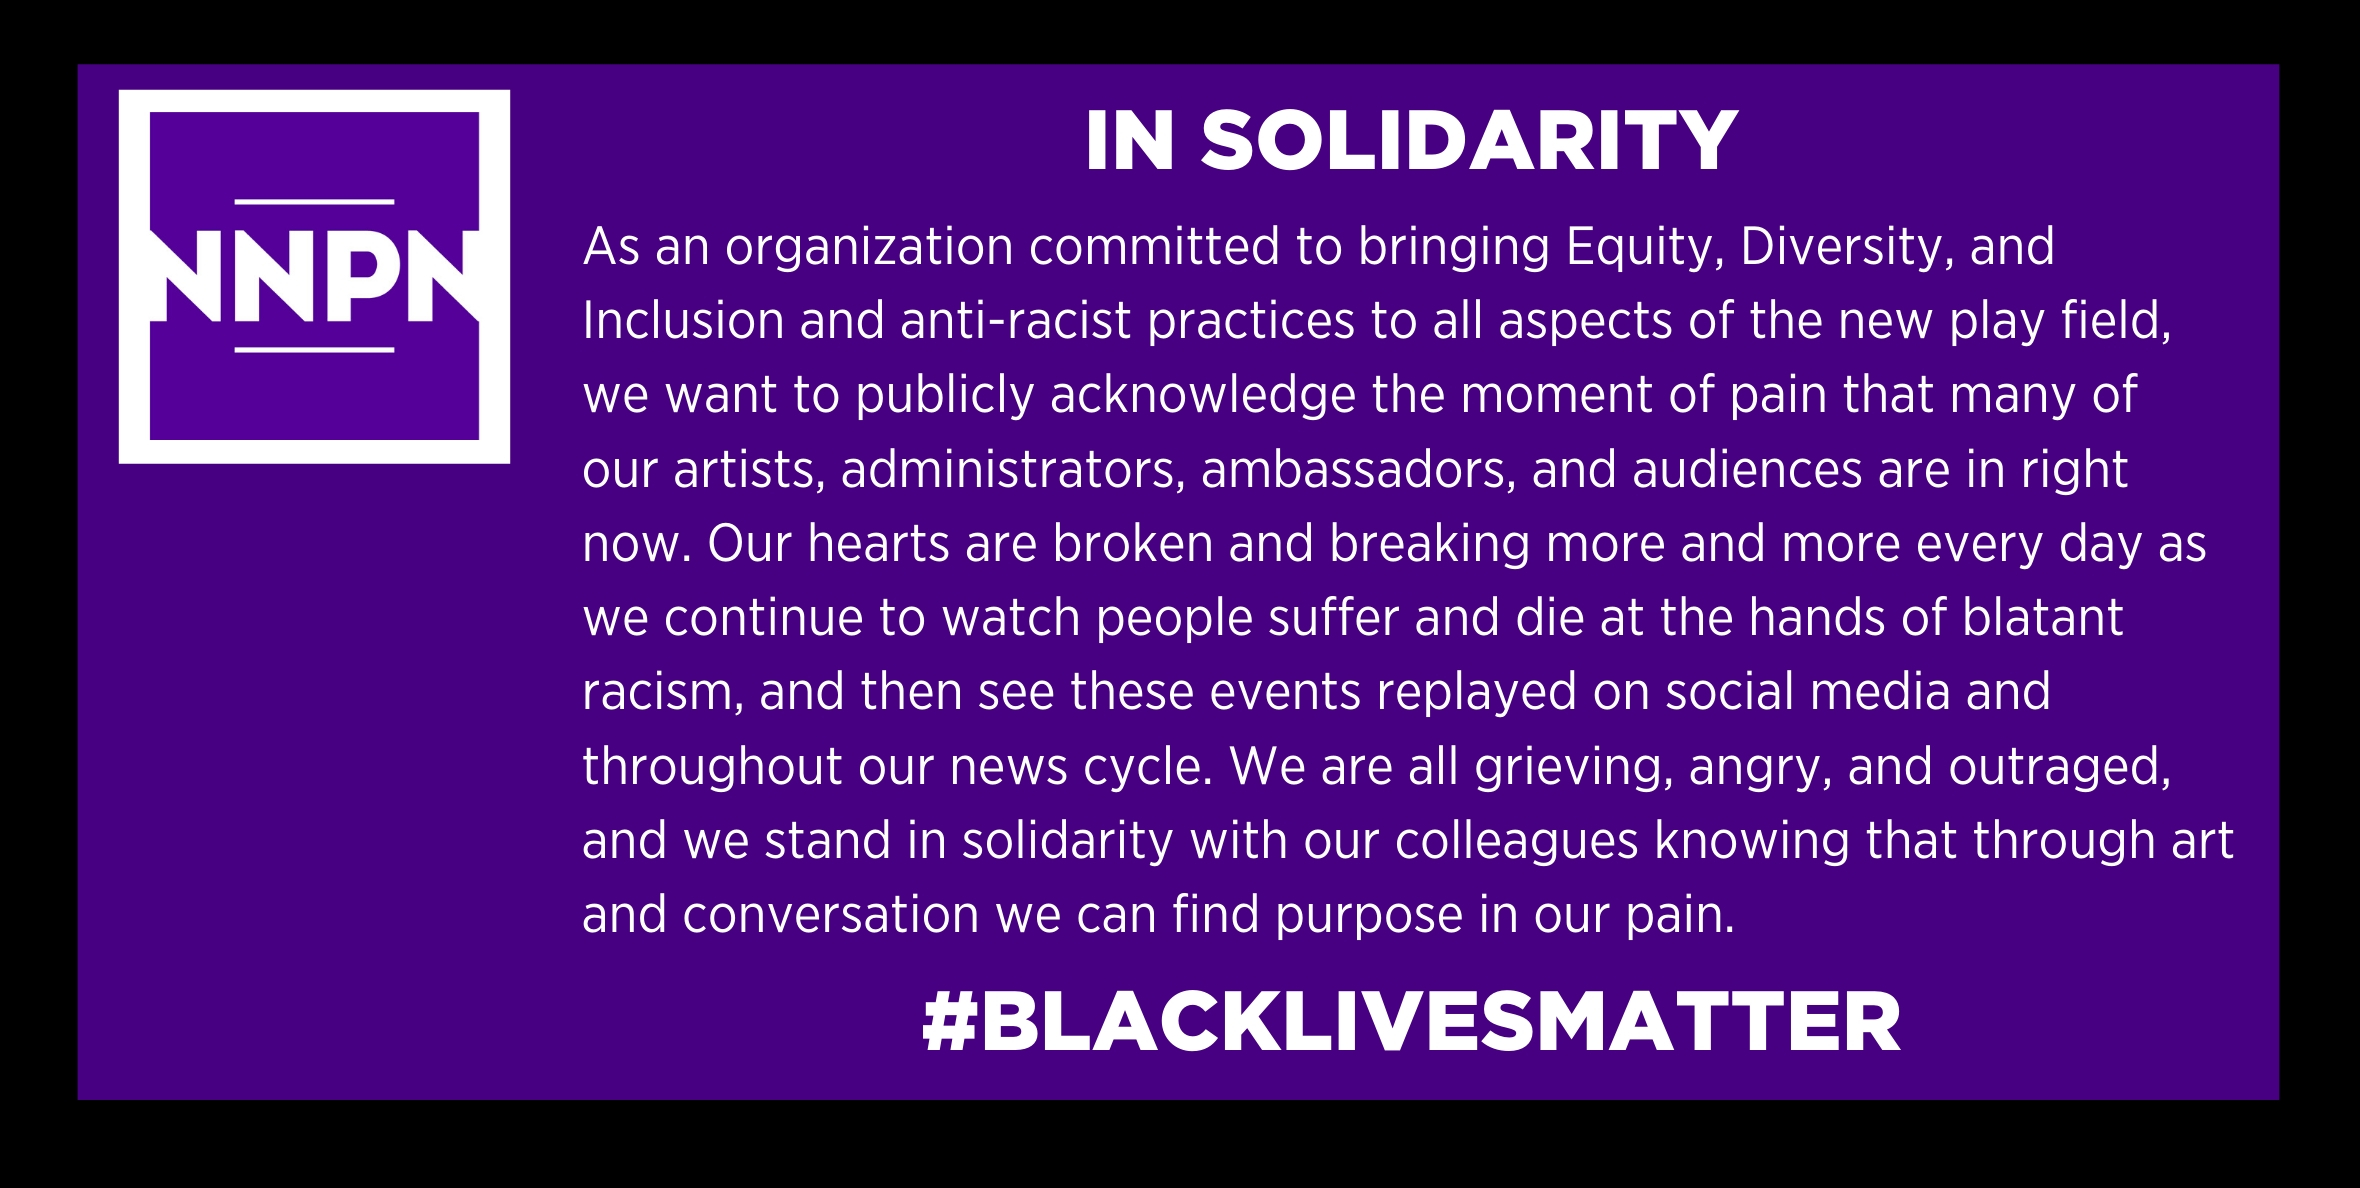 NNPN
IN SOLIDARITY
As an organization committed to bringing Equity, Diversity, and
Inclusion and anti-racist practices to all aspects of the new play field,
we want to publicly acknowledge the moment of pain that many of
our artists, administrators, ambassadors, and audiences are in right
now. Our hearts are broken and breaking more and more every day as
we continue to watch people suffer and die at the hands of blatant
racism, and then see these events replayed on social media and
throughout our news cycle. We are all grieving, angry, and outraged,
and we stand in solidarity with our colleagues knowing that through art
and conversation we can find purpose in our pain.
#BLACKLIVESMATTER